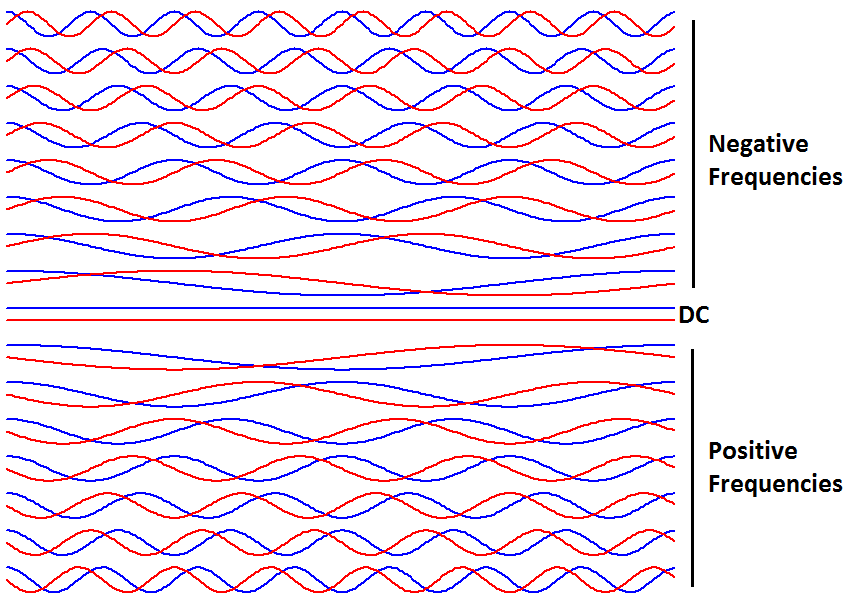 Negative
Frequencies
DC
Positive
Frequencies